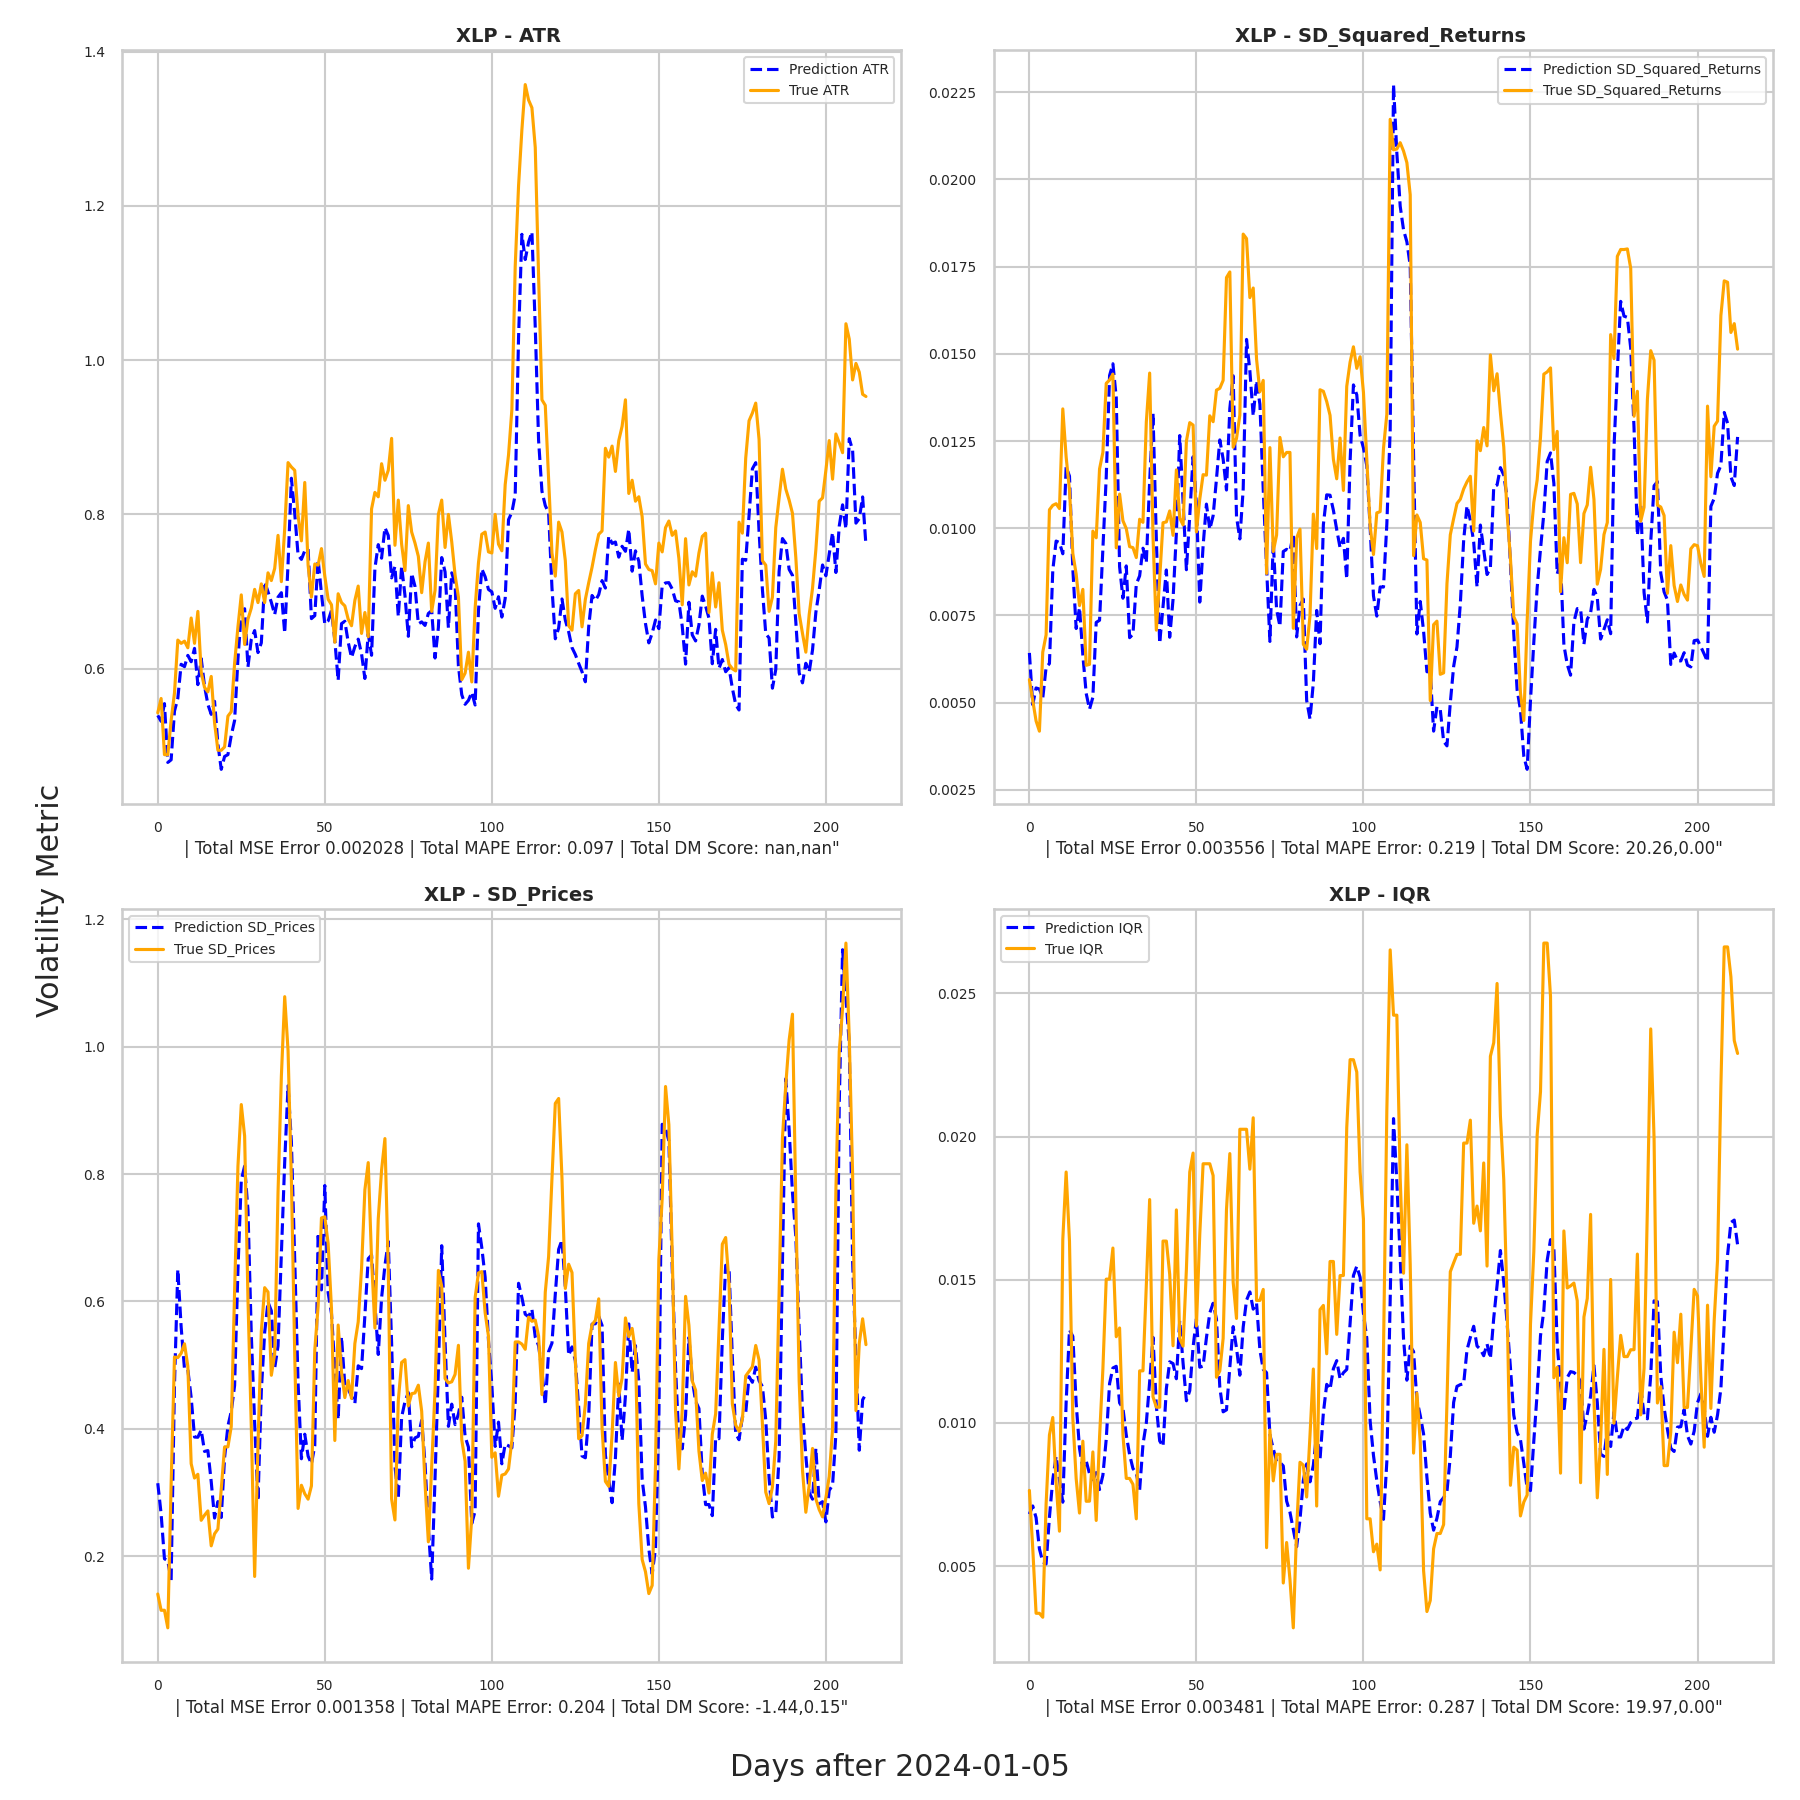 XLP - ATR
Prediction ATR
True ATR
1.4
1.2
1.0
0.8
0.6
0
50
100
150
200
| Total MSE Error 0.002028 | Total MAPE Error: 0.097 | Total DM Score: nan,nan"
XLP - SD_Squared_Returns
Prediction SD_Squared_Returns
True SD_Squared_Returns
0.0225
0.0200
0.0175
0.0150
0.0125
0.0100
0.0075
0.0050
0.0025
0
50
100
150
200
| Total MSE Error 0.003556 | Total MAPE Error: 0.219 | Total DM Score: 20.26,0.00"
Volatility Metric
XLP - SD_Prices
Prediction SD_Prices
True SD_Prices
1.2
1.0
0.8
0.6
0.4
0.2
0
50
100
150
200
| Total MSE Error 0.001358 | Total MAPE Error: 0.204 | Total DM Score: -1.44,0.15"
XLP - IQR
Prediction IQR
True IQR
0.025
0.020
0.015
0.010
0.005
0
50
100
150
200
| Total MSE Error 0.003481 | Total MAPE Error: 0.287 | Total DM Score: 19.97,0.00"
Days after 2024-01-05